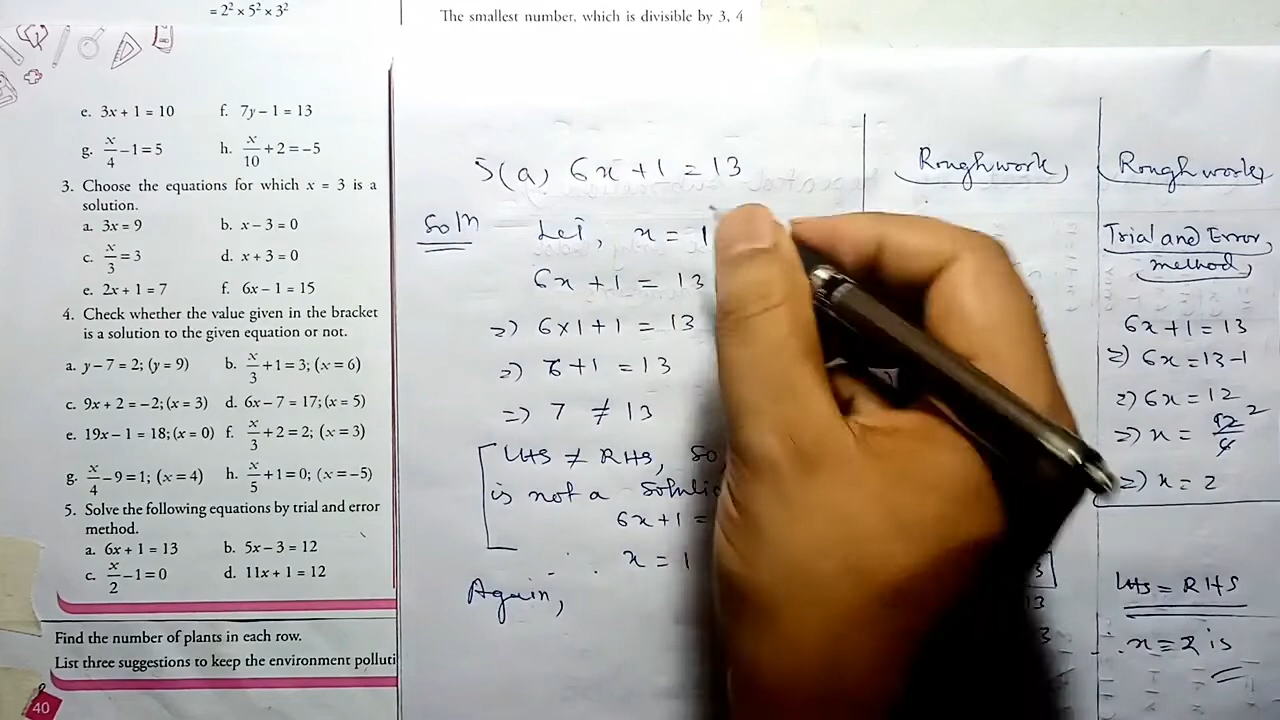 = 2² × 5² × 3²
The smallest number, which is divisible by 3, 4
e. 3x + 1 = 10 f. 7y – 1 = 13
g. x/4 – 1 = 5 h. x/10 + 2 = –5
3. Choose the equations for which x = 3 is a
solution.
a. 3x = 9 b. x – 3 = 0
c. x/3 = 3 d. x + 3 = 0
e. 2x + 1 = 7 f. 6x – 1 = 15
4. Check whether the value given in the bracket
is a solution to the given equation or not.
a. y – 7 = 2; (y = 9) b. x/3 + 1 = 3; (x = 6)
c. 9x + 2 = –2; (x = 3) d. 6x – 7 = 17; (x = 5)
e. 19x – 1 = 18; (x = 0) f. x/3 + 2 = 2; (x = 3)
g. x/4 – 9 = 1; (x = 4) h. x/5 + 1 = 0; (x = –5)
5. Solve the following equations by trial and error
method.
a. 6x + 1 = 13 b. 5x – 3 = 12
c. x/2 – 1 = 0 d. 11x + 1 = 12
Find the number of plants in each row.
List three suggestions to keep the environment polluti
40
5(a) 6x + 1 = 13
Soln Let, x = 1
6x + 1 = 13
=> 6x1 + 1 = 13
=> 6 + 1 = 13
=> 7 ≠ 13
LHS ≠ RHS, So
is not a
6x + 1 =
∴ x = 1
Again,
Rough work,
13
3
Rough works
Trial and Error,
method,
6x + 1 = 13
=> 6x = 13 - 1
=> 6x = 12
=> x = 12/6 2
=> x = 2
LHS = RHS
∴ x = 2 is